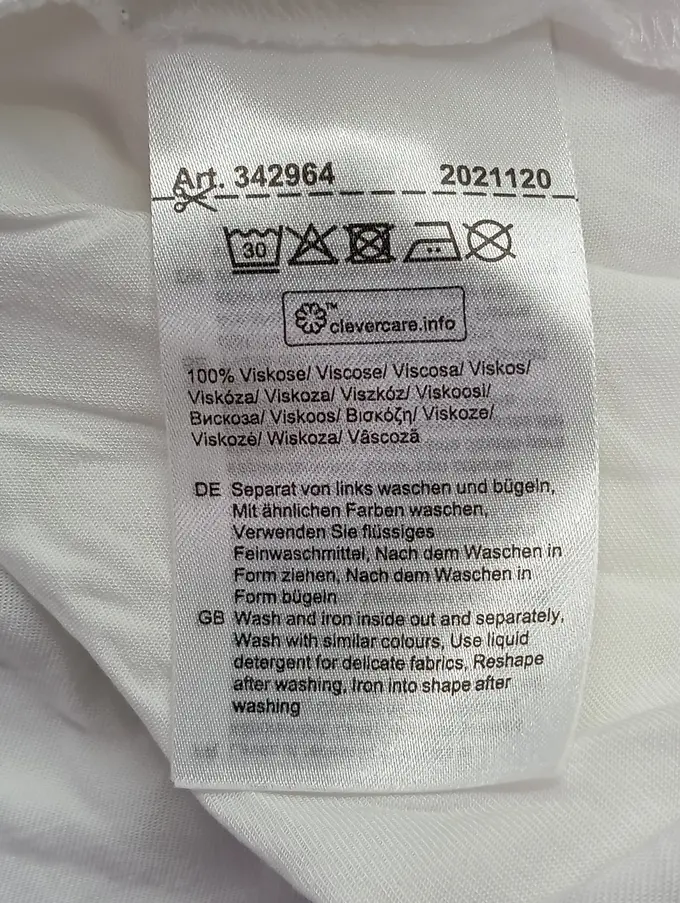 Art. 342964 2021120
30
™
clevercare.info
100% Viskose/ Viscose/ Viscosa/ Viskos/
Viskóza/ Viskoza/ Viszkóz/ Viskoosi/
Вискоза/ Viskoos/ Βισκόζη/ Viskoze/
Viskozė/ Wiskoza/ Vâscoză
DE Separat von links waschen und bügeln,
Mit ähnlichen Farben waschen,
Verwenden Sie flüssiges
Feinwaschmittel, Nach dem Waschen in
Form ziehen, Nach dem Waschen in
Form bügeln
GB Wash and iron inside out and separately,
Wash with similar colours, Use liquid
detergent for delicate fabrics, Reshape
after washing, Iron into shape after
washing